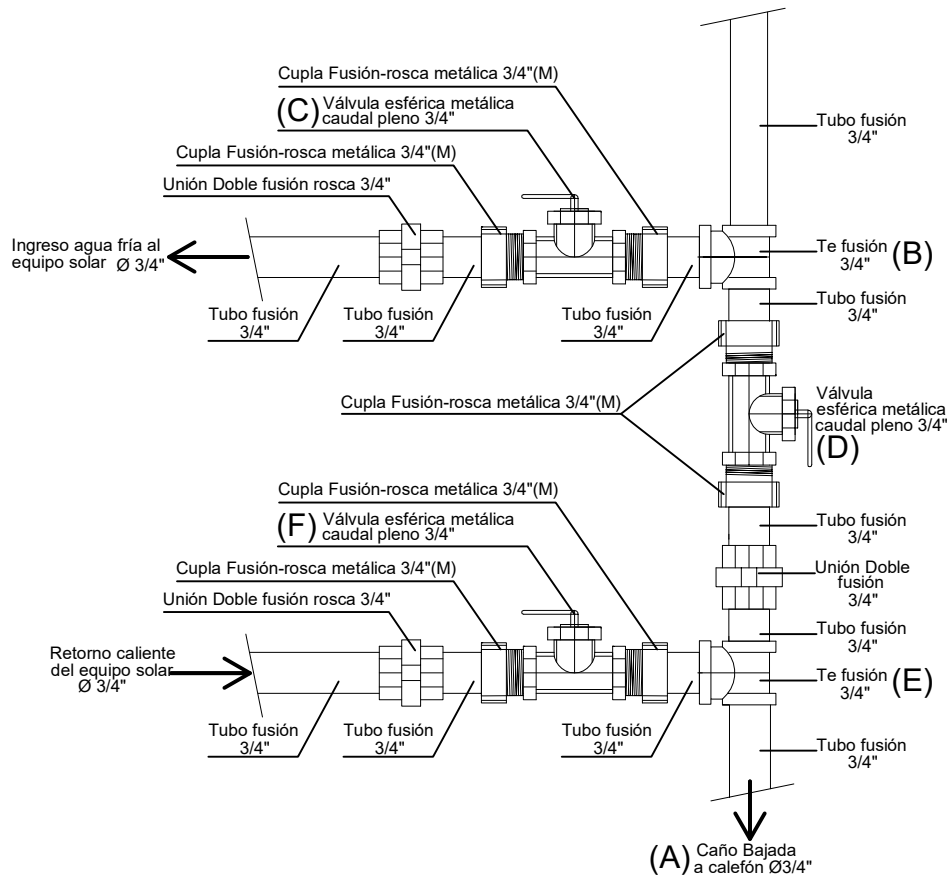 Cupla Fusión-rosca metálica 3/4"(M)
(C) Válvula esférica metálica
caudal pleno 3/4"
Cupla Fusión-rosca metálica 3/4"(M)
Unión Doble fusión rosca 3/4"
Tubo fusión
3/4"
Ingreso agua fría al
equipo solar Ø 3/4"
Te fusión
3/4" (B)
Tubo fusión
3/4"
Tubo fusión
3/4"
Tubo fusión
3/4"
Tubo fusión
3/4"
Cupla Fusión-rosca metálica 3/4"(M)
Válvula
esférica metálica
caudal pleno 3/4"
(D)
Cupla Fusión-rosca metálica 3/4"(M)
(F) Válvula esférica metálica
caudal pleno 3/4"
Tubo fusión
3/4"
Cupla Fusión-rosca metálica 3/4"(M)
Unión Doble fusión rosca 3/4"
Unión Doble
fusión
3/4"
Tubo fusión
3/4"
Retorno caliente
del equipo solar
Ø 3/4"
Te fusión
3/4" (E)
Tubo fusión
3/4"
Tubo fusión
3/4"
Tubo fusión
3/4"
Tubo fusión
3/4"
(A) Caño Bajada
a calefón Ø3/4"